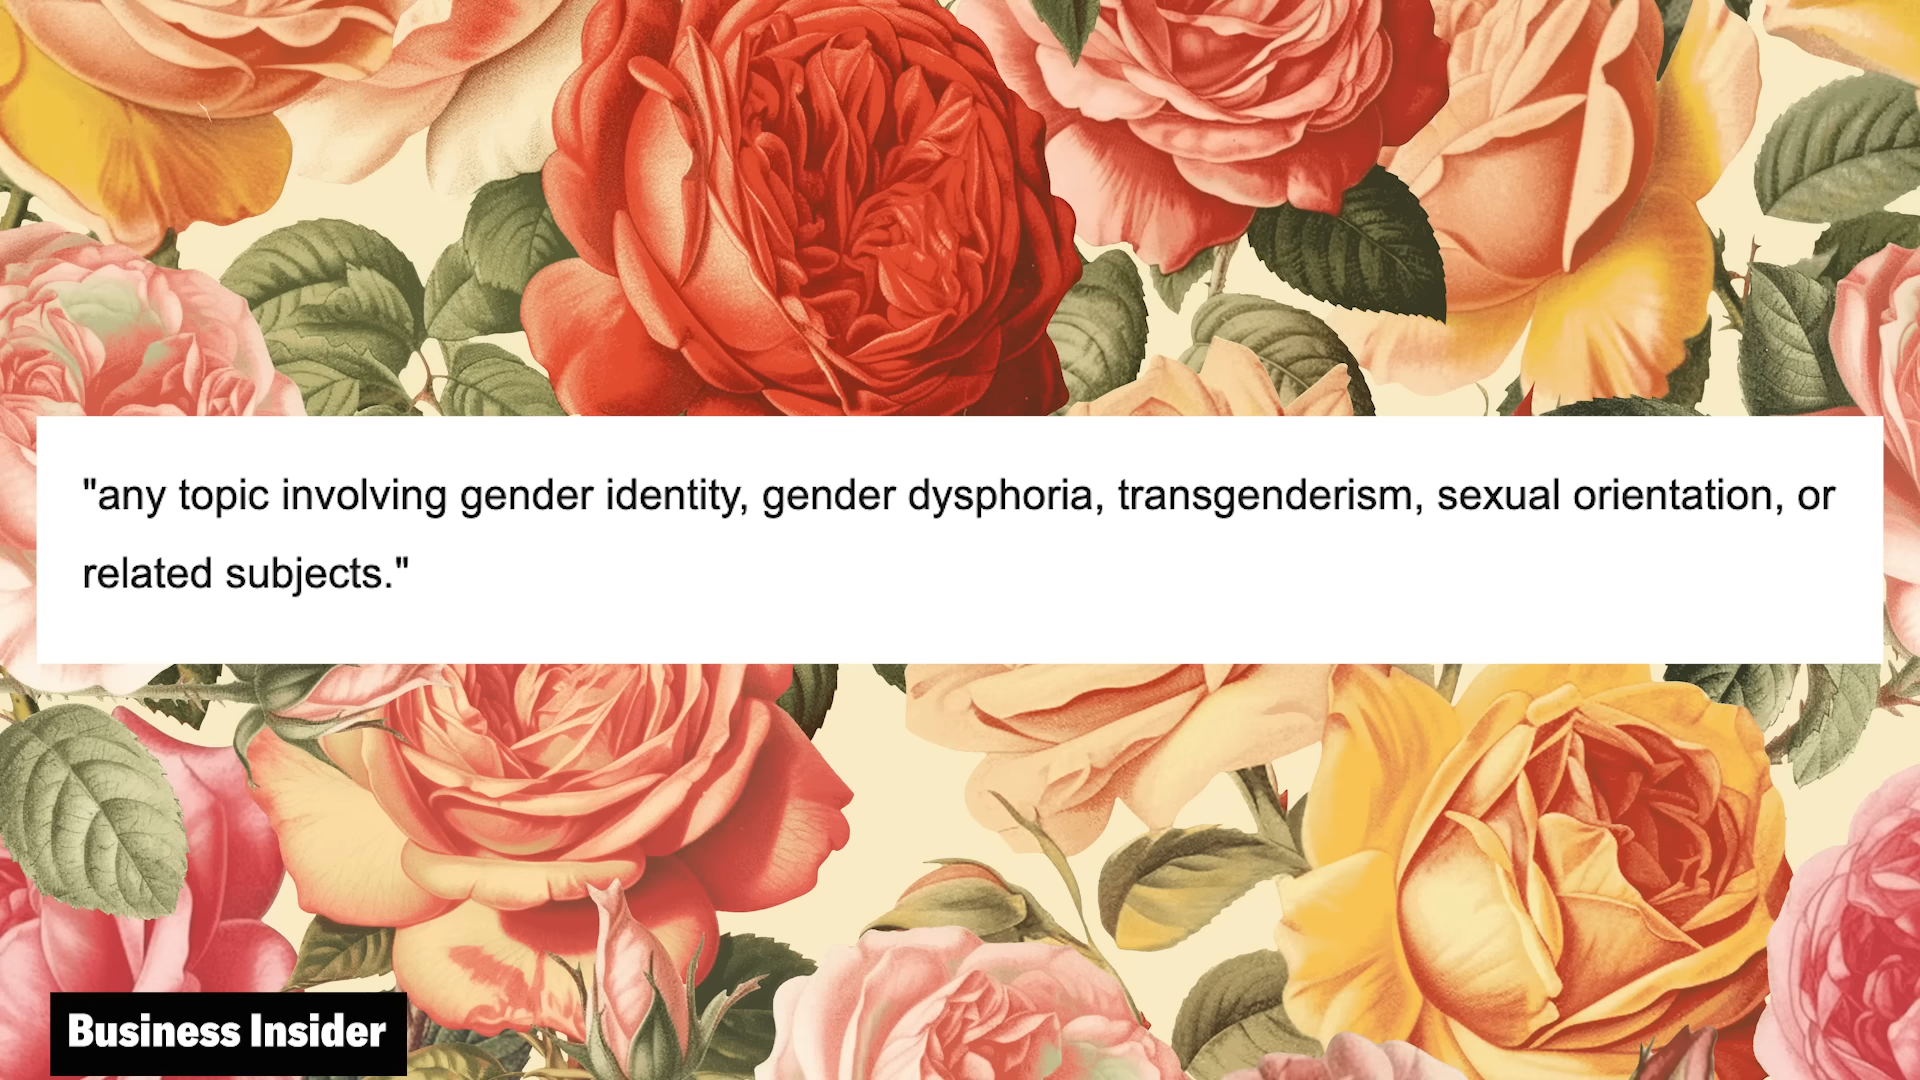 "any topic involving gender identity, gender dysphoria, transgenderism, sexual orientation, or
related subjects."
Business Insider